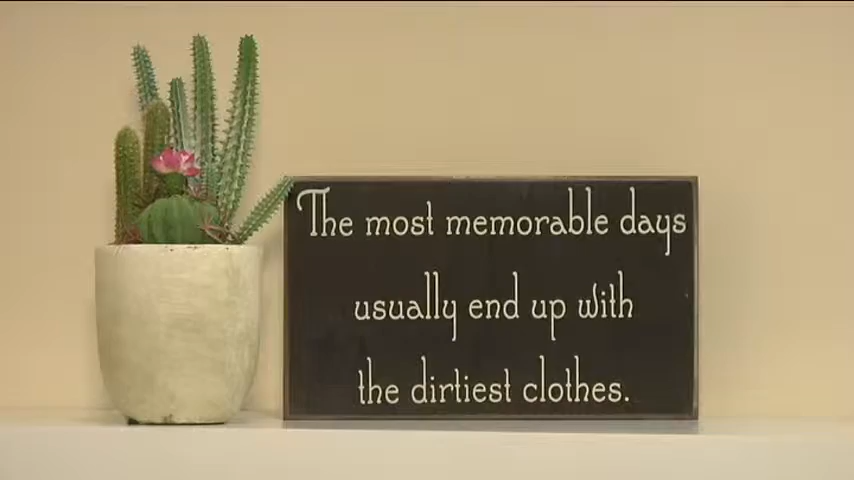 The most memorable days
usually end up with
the dirtiest clothes.